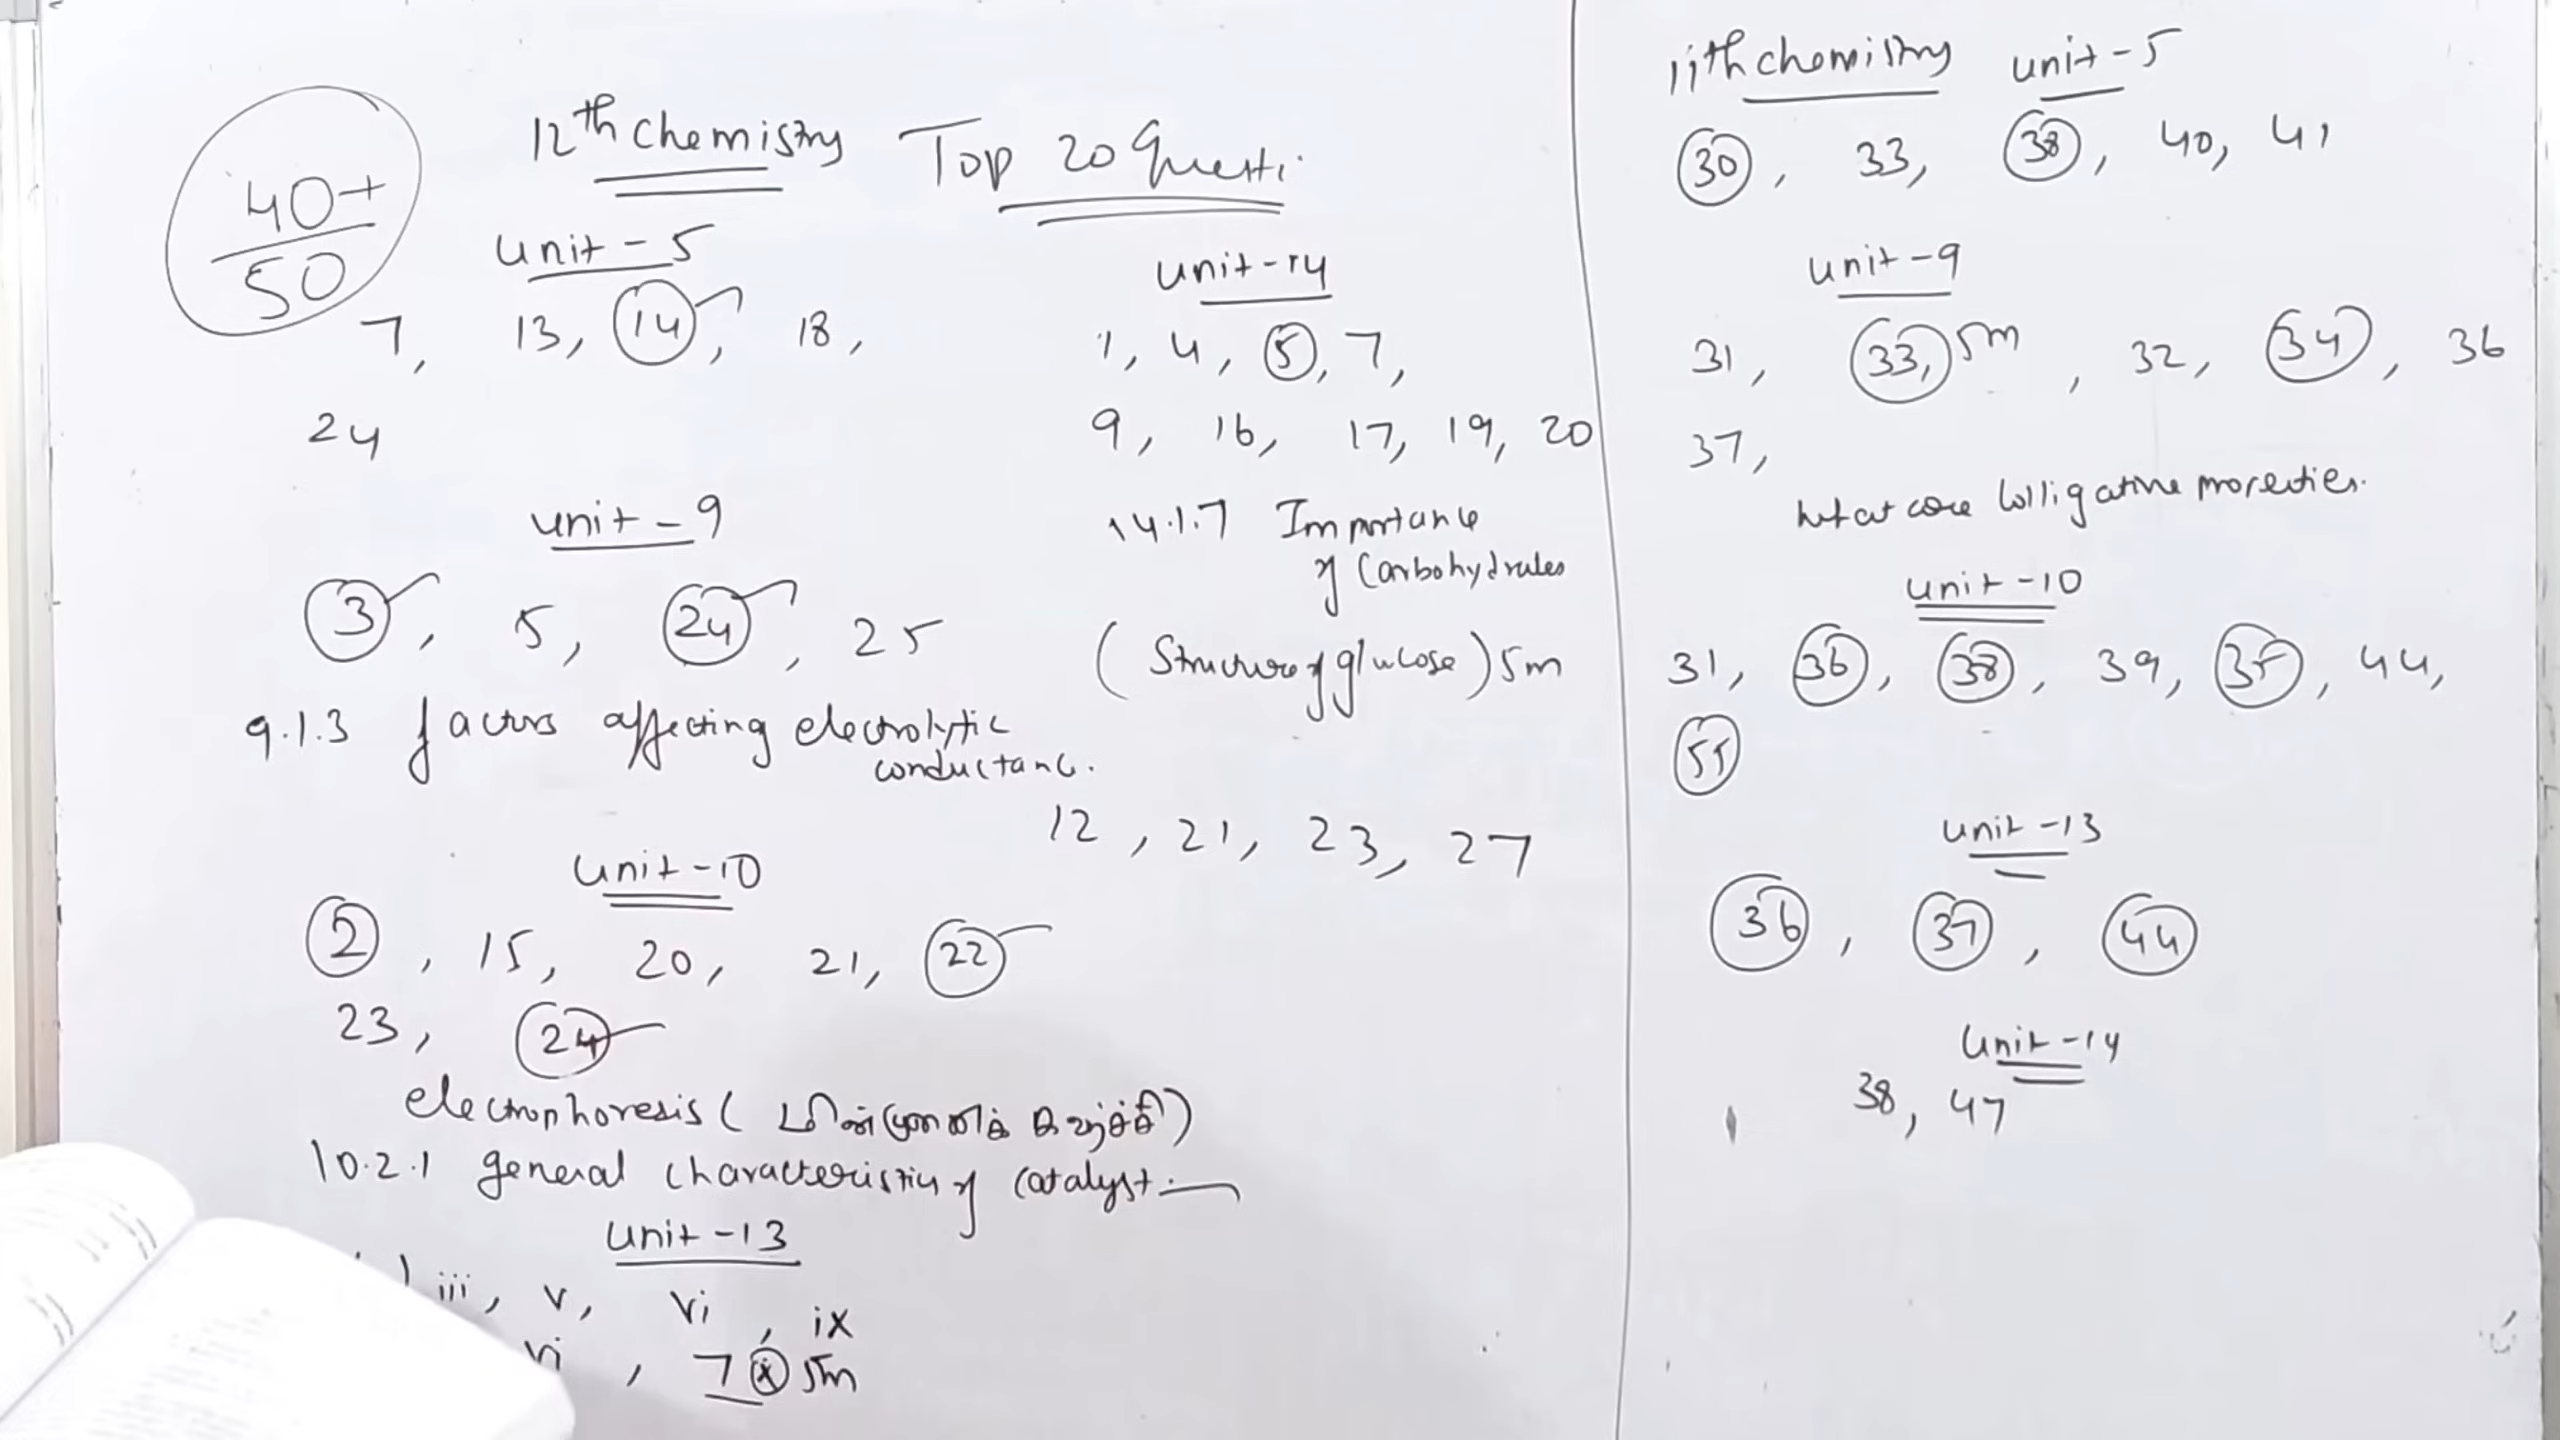 12th chemistry Top 20 Questi.
40+
50
unit - 5
7, 13, 14, 18,
24
unit - 9
3, 5, 24, 25
9.1.3 factors affecting electrolytic
conductanc.
unit -10
2, 15, 20, 21, 22
23, 24
electrophoresis (
10.2.1 general characteristics of catalyst.
unit -13
iii, v, vi, ix
vi, 7 x 5m
unit -14
1, 4, 5, 7,
9, 16, 17, 19, 20
14.1.7 Importance
of Carbohydrates
(Structure of glucose) 5m
12, 21, 23, 27
11th chemistry unit - 5
30, 33, 38, 40, 41
unit -9
31, 33, 5m, 32, 34, 36
37,
what are colligative properties.
unit -10
31, 36, 38, 39, 35, 44,
55
unit -13
36, 37, 44
unit -14
38, 47